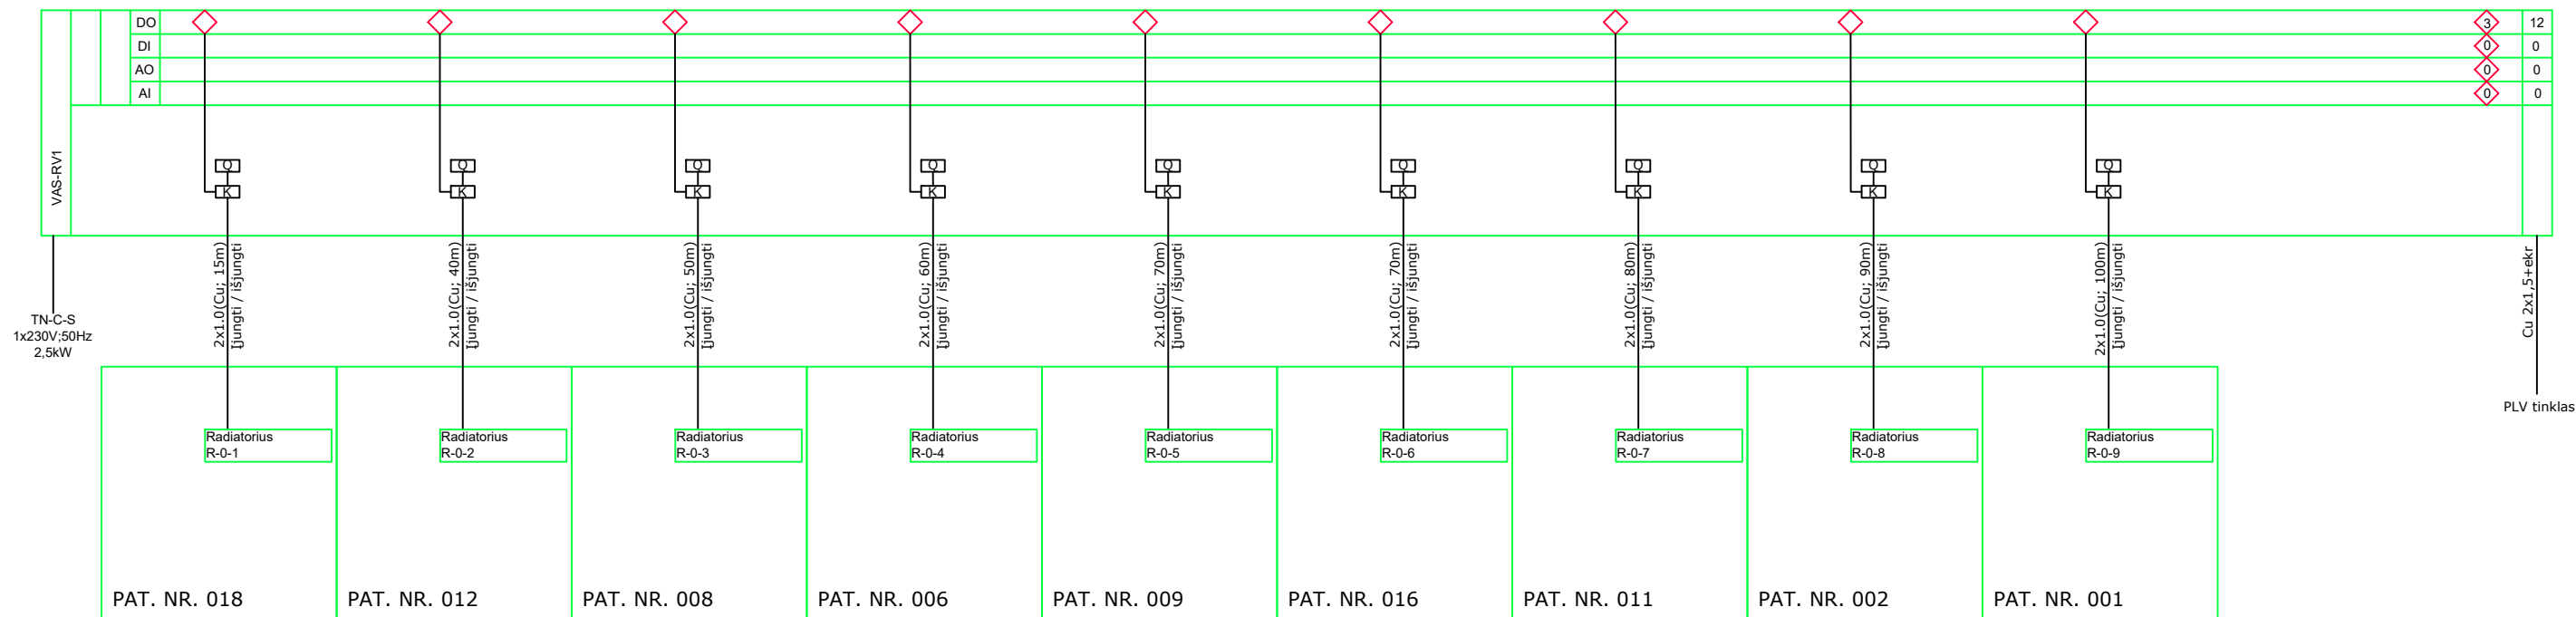 DO
3
12
DI
0
0
AO
0
0
AI
0
0
VAS-RV1
Q
K
Q
K
Q
K
Q
K
Q
K
Q
K
Q
K
Q
K
Q
K
2x1.0(Cu; 15m)
Įjungti / išjungti
2x1.0(Cu; 40m)
Įjungti / išjungti
2x1.0(Cu; 50m)
Įjungti / išjungti
2x1.0(Cu; 60m)
Įjungti / išjungti
2x1.0(Cu; 70m)
Įjungti / išjungti
2x1.0(Cu; 70m)
Įjungti / išjungti
2x1.0(Cu; 80m)
Įjungti / išjungti
2x1.0(Cu; 90m)
Įjungti / išjungti
2x1.0(Cu; 100m)
Įjungti / išjungti
Cu 2x1,5+ekr
TN-C-S
1x230V;50Hz
2,5kW
PLV tinklas
Radiatorius
R-0-1
Radiatorius
R-0-2
Radiatorius
R-0-3
Radiatorius
R-0-4
Radiatorius
R-0-5
Radiatorius
R-0-6
Radiatorius
R-0-7
Radiatorius
R-0-8
Radiatorius
R-0-9
PAT. NR. 018
PAT. NR. 012
PAT. NR. 008
PAT. NR. 006
PAT. NR. 009
PAT. NR. 016
PAT. NR. 011
PAT. NR. 002
PAT. NR. 001